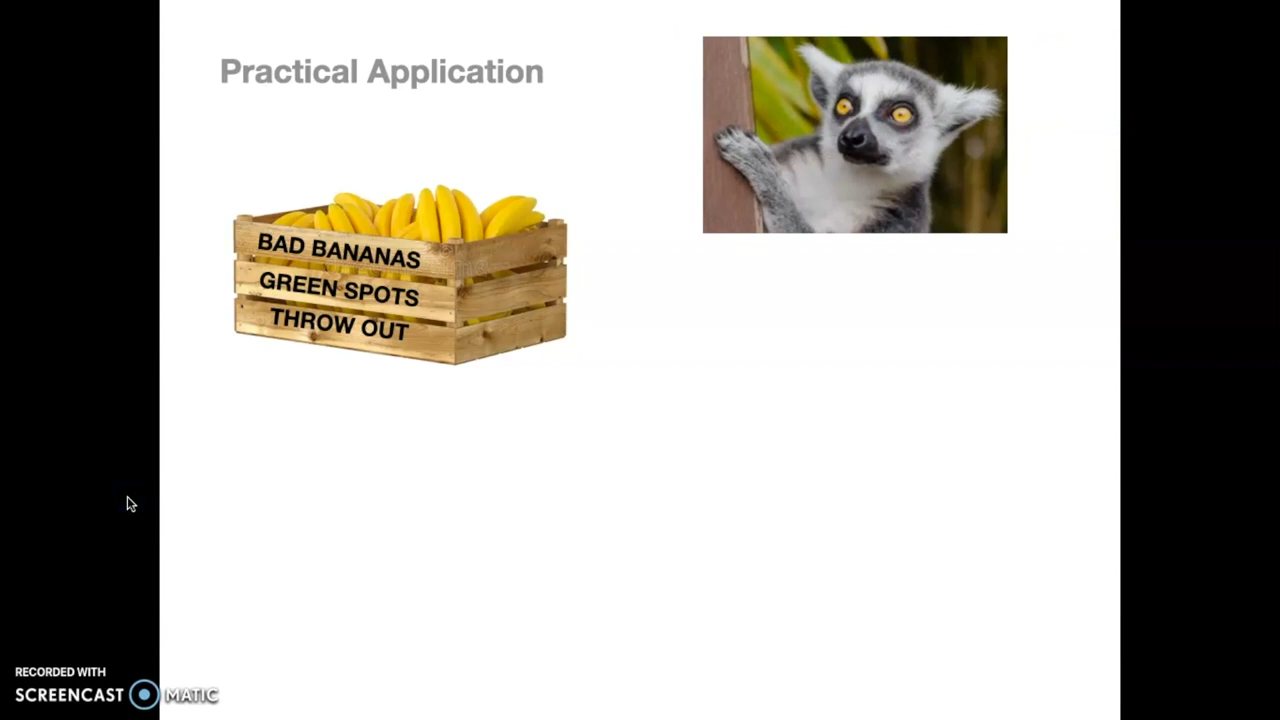 Practical Application
BAD BANANAS
GREEN SPOTS
THROW OUT
RECORDED WITH
SCREENCAST MATIC